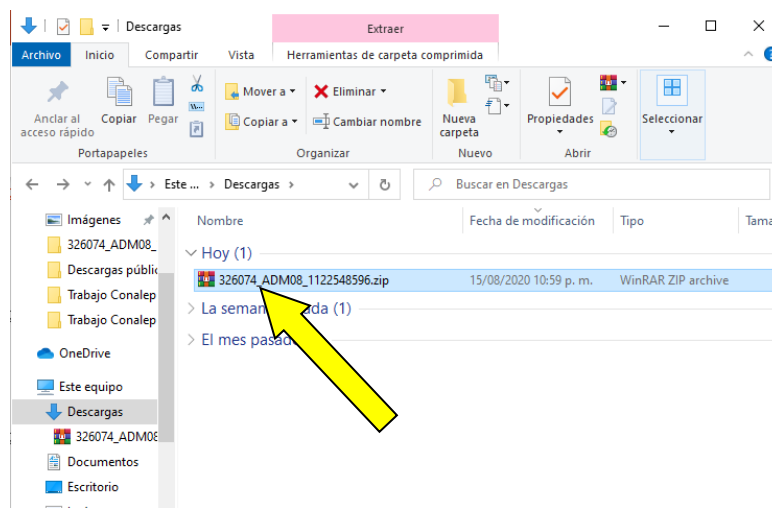 Descargas
Extraer
Archivo Inicio Compartir Vista Herramientas de carpeta comprimida
Anclar al acceso rápido
Copiar
Pegar
Mover a
Copiar a
Eliminar
Cambiar nombre
Nueva carpeta
Propiedades
Seleccionar
Portapapeles Organizar Nuevo Abrir
Este ... > Descargas >
Buscar en Descargas
Nombre Fecha de modificación Tipo Tama
Imágenes
326074_ADM08_
Descargas públic
Trabajo Conalep
Trabajo Conalep
OneDrive
Este equipo
Descargas
326074_ADM08
Documentos
Escritorio
Hoy (1)
326074_ADM08_1122548596.zip 15/08/2020 10:59 p. m. WinRAR ZIP archive
La seman ada (1)
El mes pasado